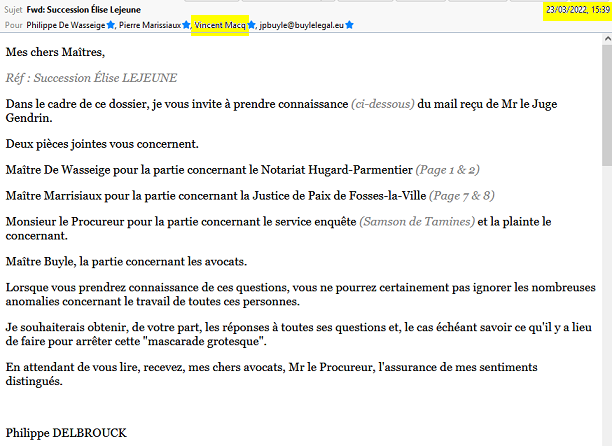 Sujet Fwd: Succession Élise Lejeune 23/03/2022, 15:39
Pour Philippe De Wasseige, Pierre Marissiaux, Vincent Macq, jpbuyle@buylelegal.eu
Mes chers Maîtres,
Réf : Succession Élise LEJEUNE
Dans le cadre de ce dossier, je vous invite à prendre connaissance (ci-dessous) du mail reçu de Mr le Juge
Gendrin.
Deux pièces jointes vous concernent.
Maître De Wasseige pour la partie concernant le Notariat Hugard-Parmentier (Page 1 & 2)
Maître Marrisiaux pour la partie concernant la Justice de Paix de Fosses-la-Ville (Page 7 & 8)
Monsieur le Procureur pour la partie concernant le service enquête (Samson de Tamines) et la plainte le
concernant.
Maître Buyle, la partie concernant les avocats.
Lorsque vous prendrez connaissance de ces questions, vous ne pourrez certainement pas ignorer les nombreuses
anomalies concernant le travail de toutes ces personnes.
Je souhaiterais obtenir, de votre part, les réponses à toutes ses questions et, le cas échéant savoir ce qu'il y a lieu
de faire pour arrêter cette "mascarade grotesque".
En attendant de vous lire, recevez, mes chers avocats, Mr le Procureur, l'assurance de mes sentiments
distingués.
Philippe DELBROUCK